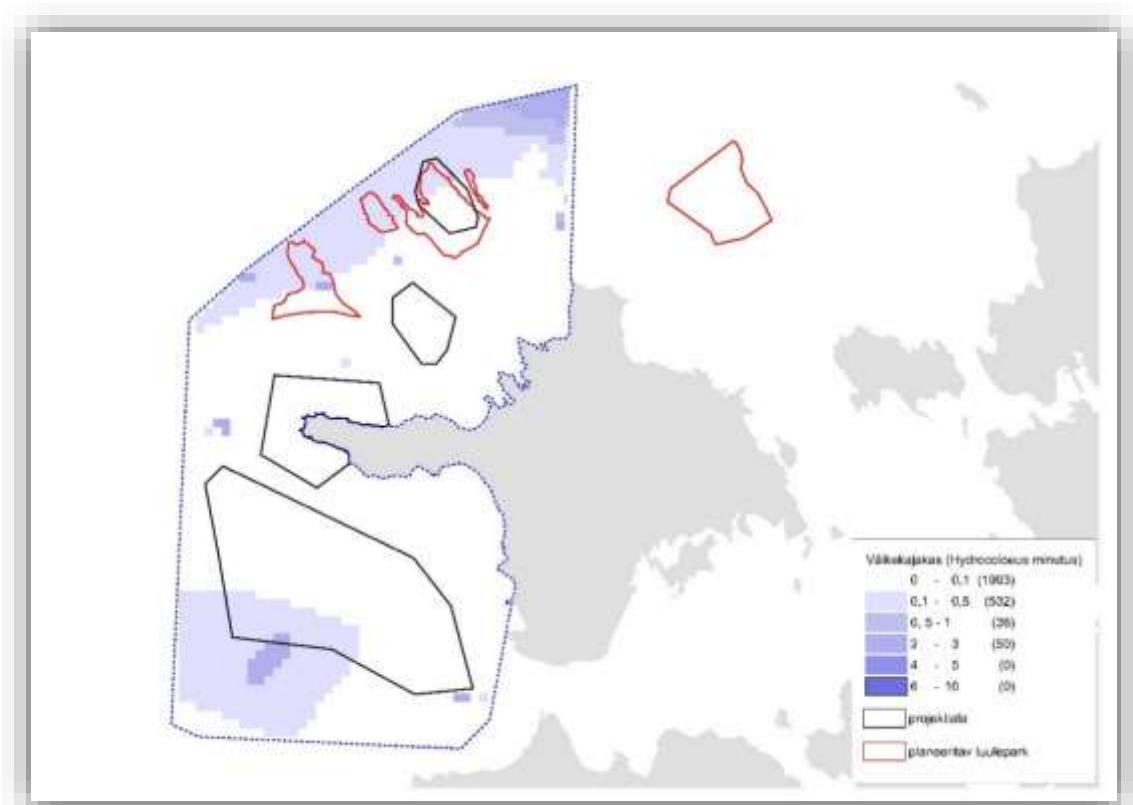 Väikekajakas (Hydrocoloeus minutus)
0 - 0,1 (1993)
0,1 - 0,5 (532)
0,5 - 1 (36)
2 - 3 (50)
4 - 5 (0)
6 - 10 (0)
projektiala
planeeritav tuulepark